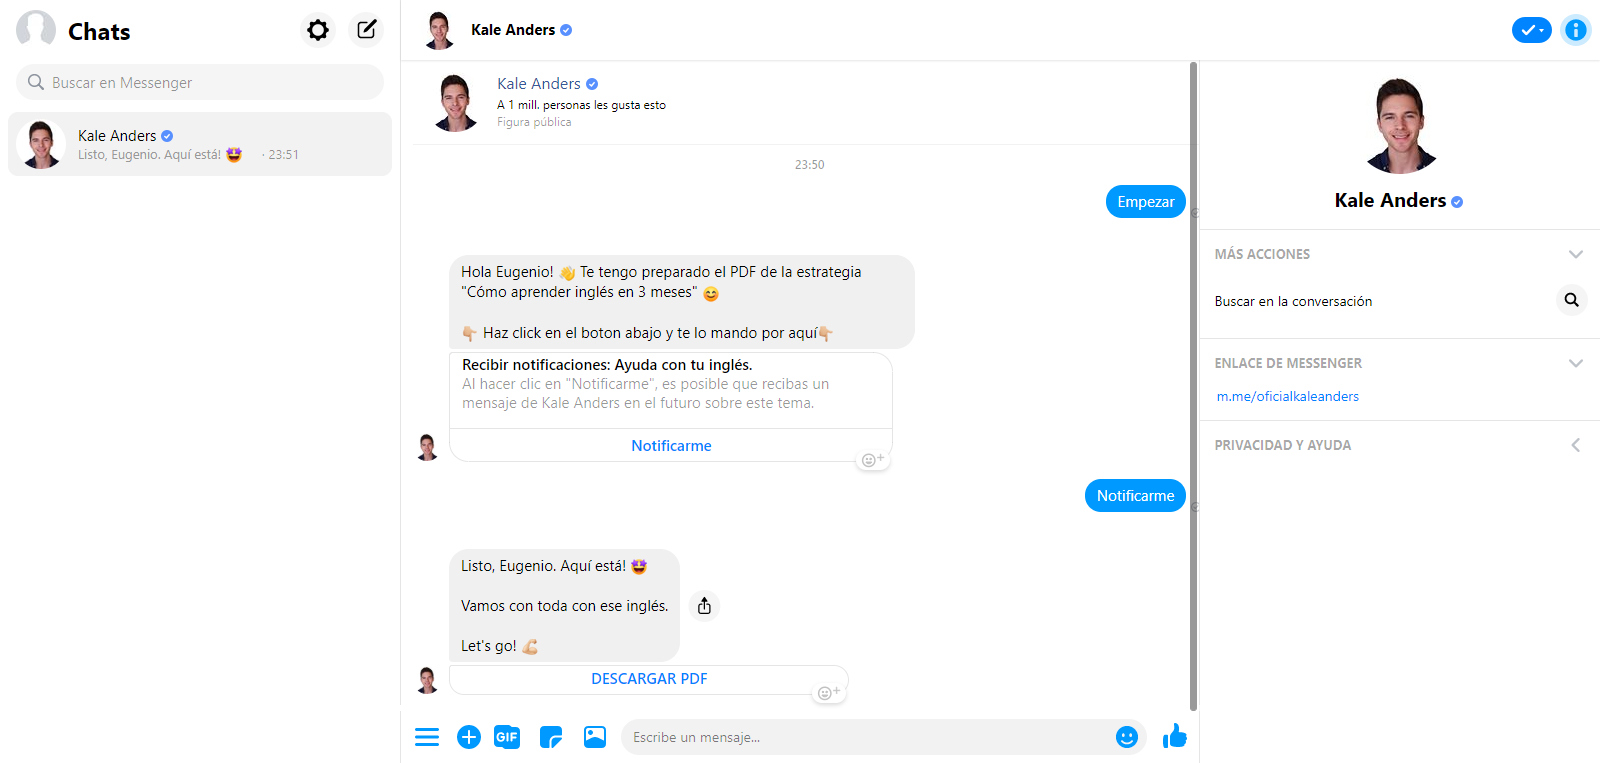 Chats
Buscar en Messenger
Kale Anders
Listo, Eugenio. Aquí está! 🤩 · 23:51
Kale Anders
Kale Anders
A 1 mill. personas les gusta esto
Figura pública
23:50
Empezar
Hola Eugenio! 👋 Te tengo preparado el PDF de la estrategia
"Cómo aprender inglés en 3 meses" 😊
👇🏼 Haz click en el boton abajo y te lo mando por aquí👇🏼
Recibir notificaciones: Ayuda con tu inglés.
Al hacer clic en "Notificarme", es posible que recibas un
mensaje de Kale Anders en el futuro sobre este tema.
Notificarme
Notificarme
Listo, Eugenio. Aquí está! 🤩
Vamos con toda con ese inglés.
Let's go! 💪🏼
DESCARGAR PDF
GIF
Escribe un mensaje...
Kale Anders
MÁS ACCIONES
Buscar en la conversación
ENLACE DE MESSENGER
m.me/oficialkaleanders
PRIVACIDAD Y AYUDA